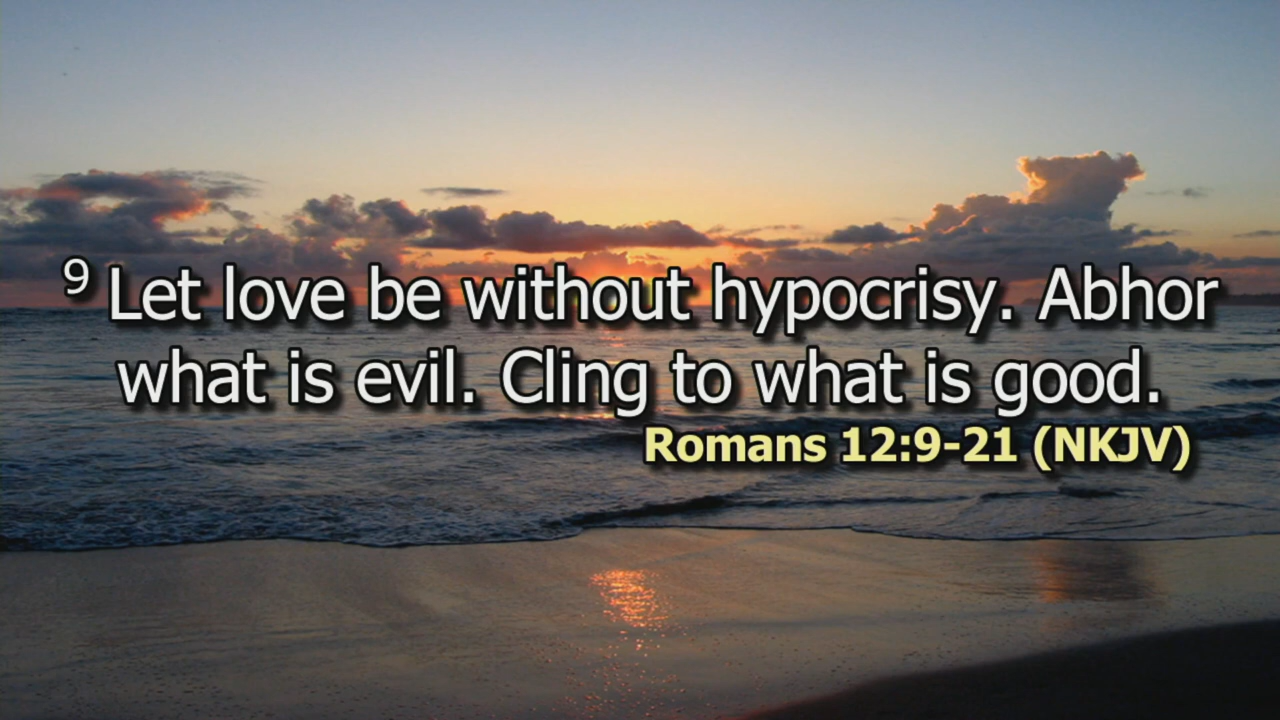 9 Let love be without hypocrisy. Abhor
what is evil. Cling to what is good.
Romans 12:9-21 (NKJV)